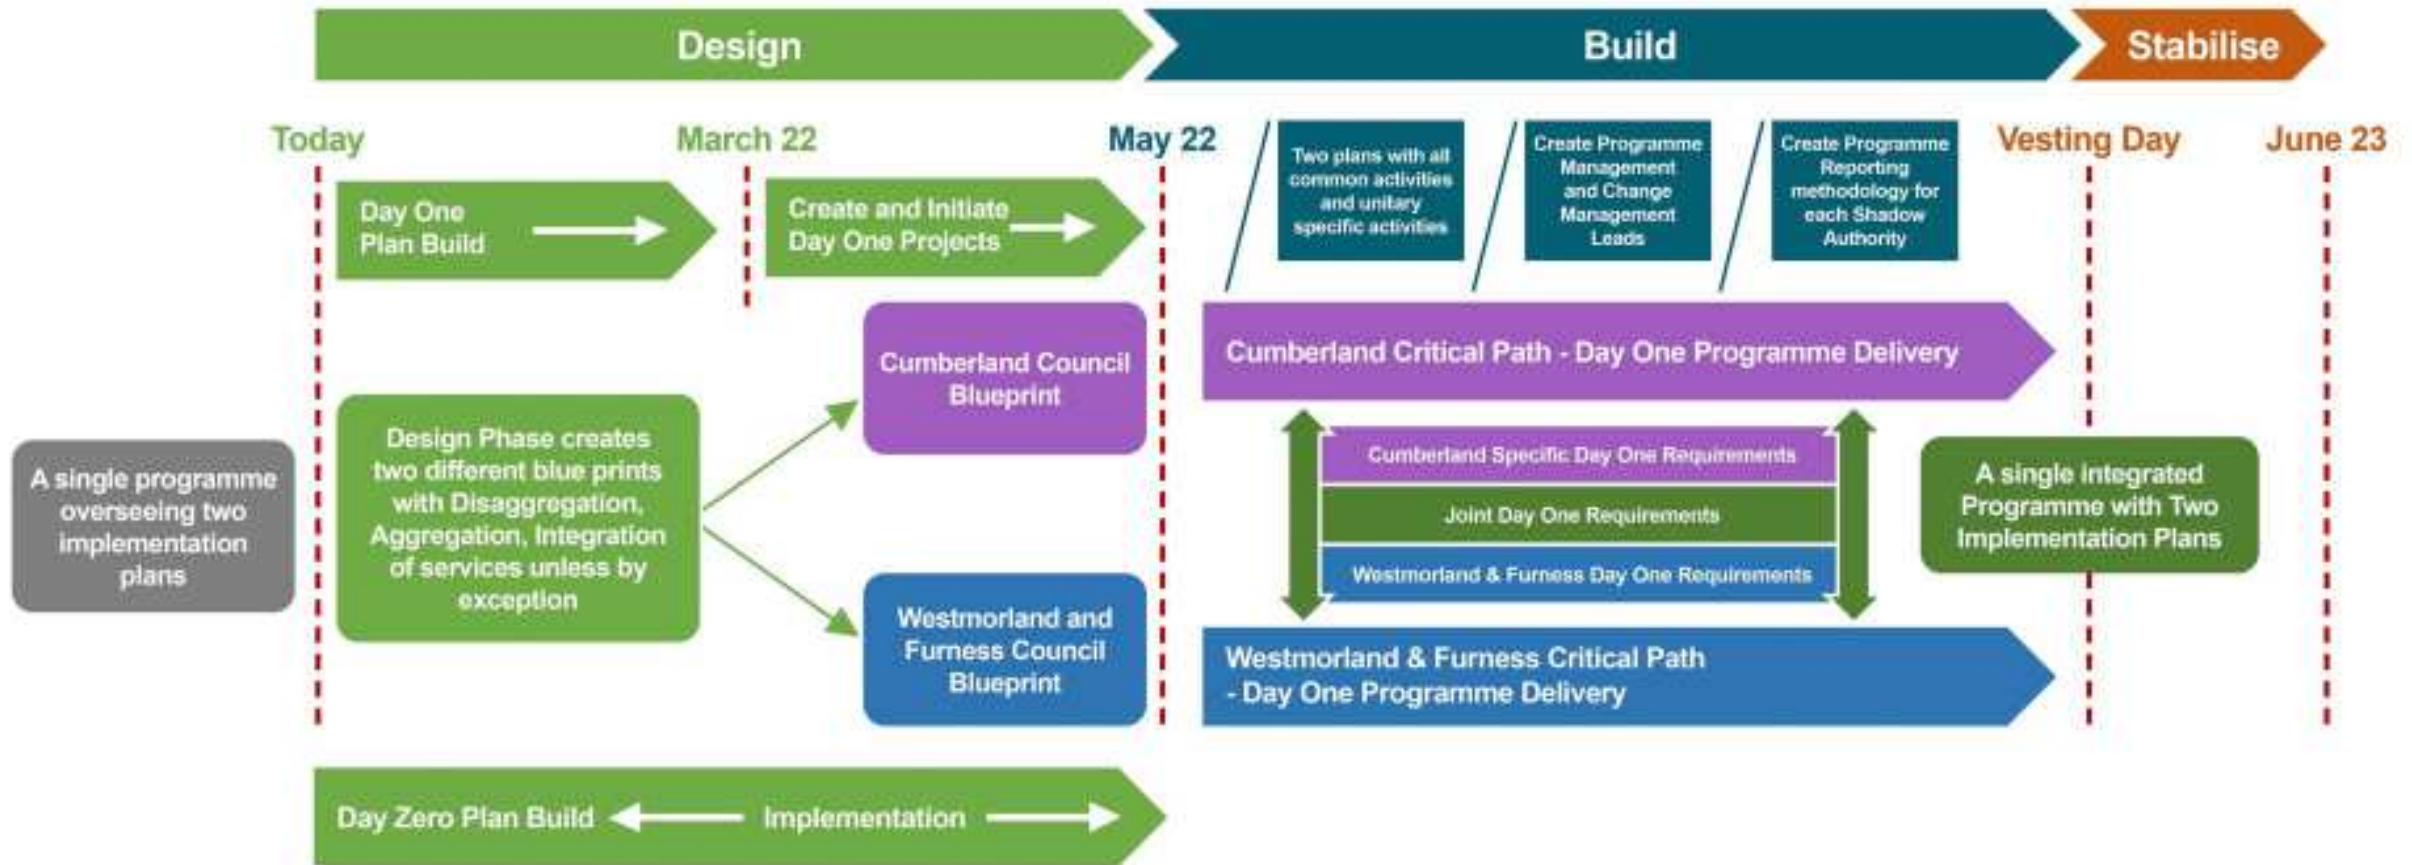 Design
Build
Stabilise
Today
March 22
May 22
Vesting Day
June 23
Day One
Plan Build
Create and Initiate
Day One Projects
Two plans with all
common activities
and unitary
specific activities
Create Programme
Management
and Change
Management
Leads
Create Programme
Reporting
methodology for
each Shadow
Authority
A single programme
overseeing two
implementation
plans
Design Phase creates
two different blue prints
with Disaggregation,
Aggregation, Integration
of services unless by
exception
Cumberland Council
Blueprint
Westmorland and
Furness Council
Blueprint
Cumberland Critical Path - Day One Programme Delivery
Cumberland Specific Day One Requirements
Joint Day One Requirements
Westmorland & Furness Day One Requirements
Westmorland & Furness Critical Path
- Day One Programme Delivery
A single integrated
Programme with Two
Implementation Plans
Day Zero Plan Build
Implementation